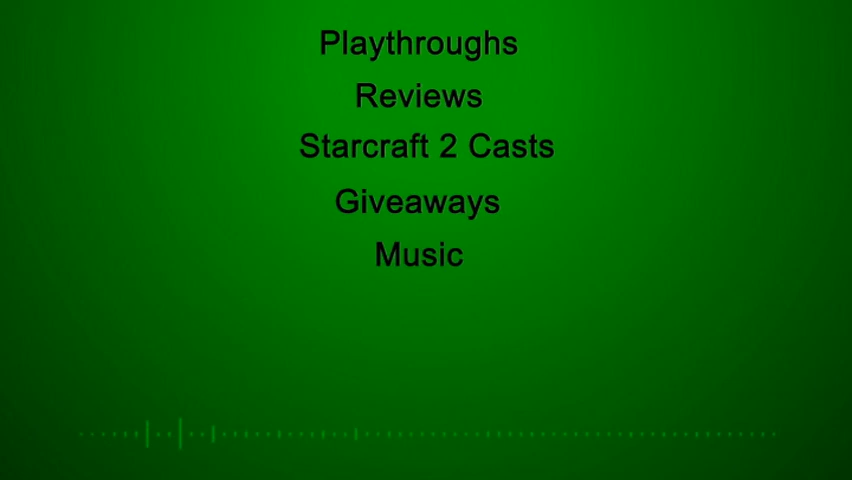 Playthroughs
Reviews
Starcraft 2 Casts
Giveaways
Music